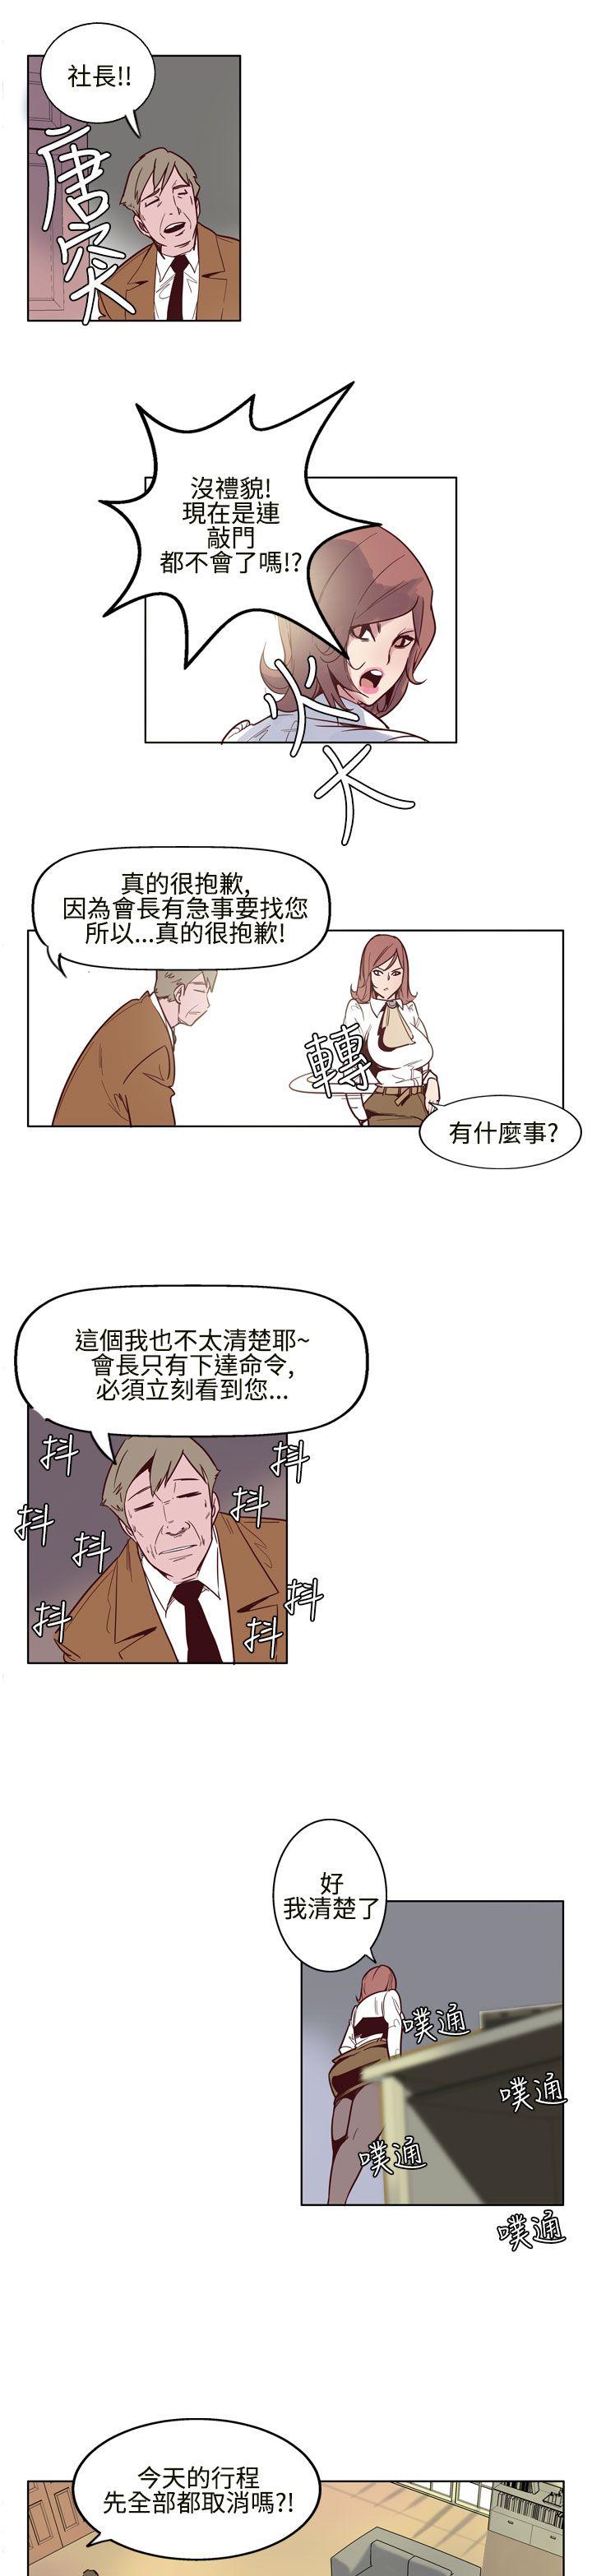 社長!!
唐突
沒禮貌!
現在是連
敲門
都不會了嗎!?
真的很抱歉,
因為會長有急事要找您
所以...真的很抱歉!
轉
有什麼事?
這個我也不太清楚耶~
會長只有下達命令,
必須立刻看到您...
抖
抖
抖
抖
抖
抖
抖
好
我清楚了
噗通
噗通
噗通
噗通
今天的行程
先全部都取消嗎?!